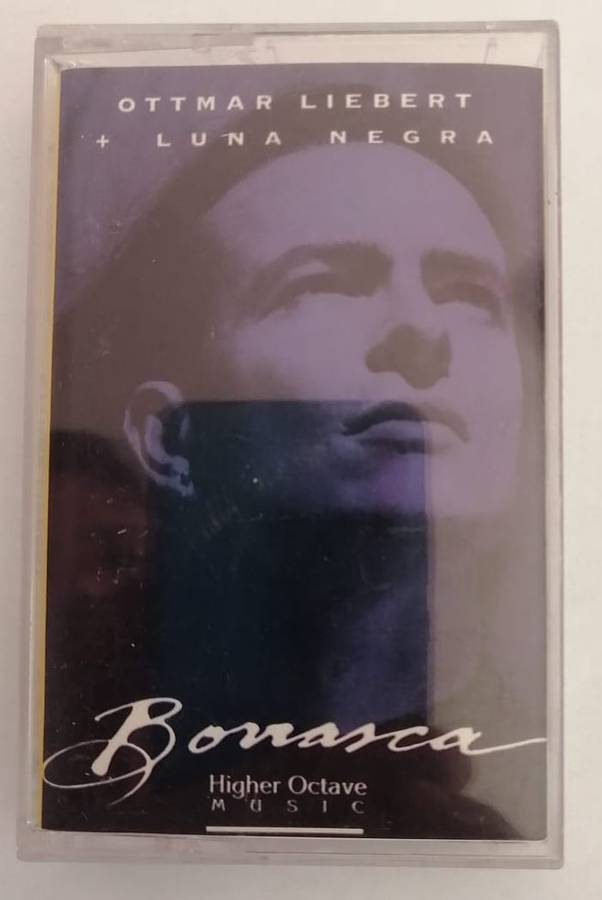 OTTMAR LIEBERT
+ LUNA NEGRA
Borrasca
Higher Octave
MUSIC